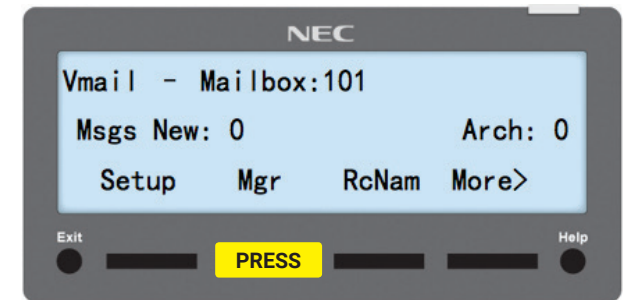 NEC
Vmail - Mailbox:101
Msgs New: 0 Arch: 0
Setup Mgr RcNam More>
Exit Help
PRESS